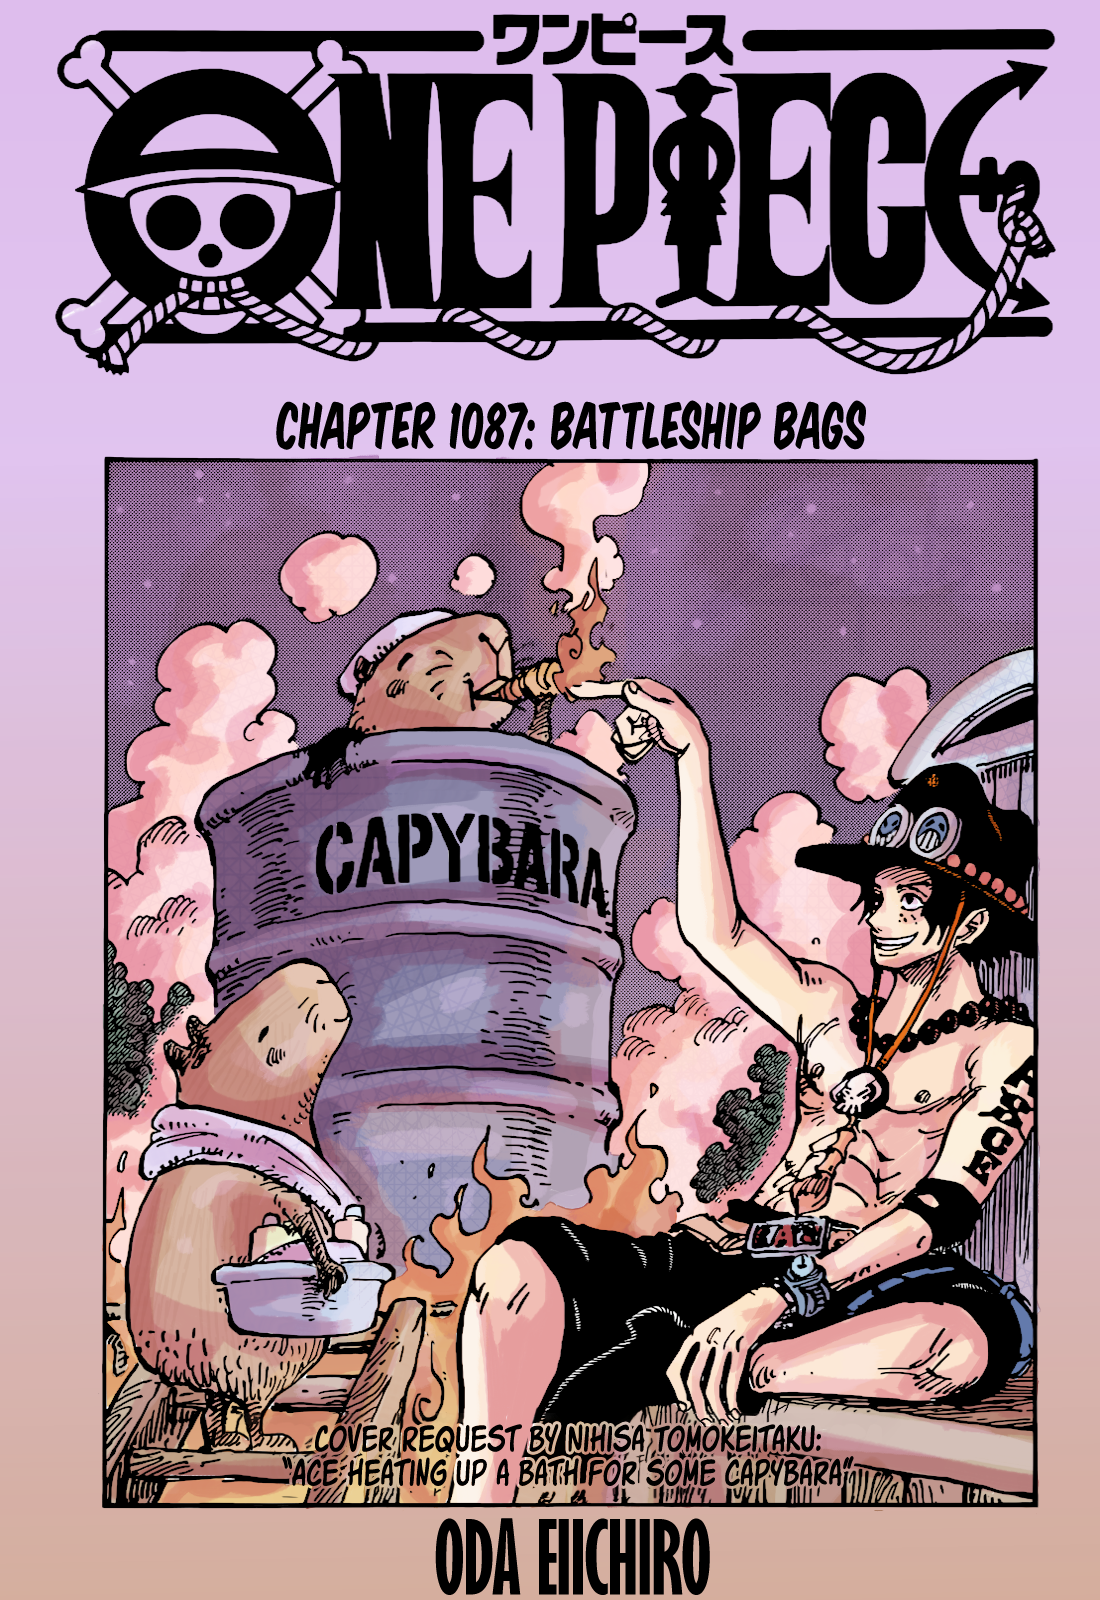 ワンピース
ONE PIECE
CHAPTER 1087: BATTLESHIP BAGS
CAPYBARA
ASCE
COVER REQUEST BY NIHISA TOMOKEITAKU:
"ACE HEATING UP A BATH FOR SOME CAPYBARA"
ODA EIICHIRO